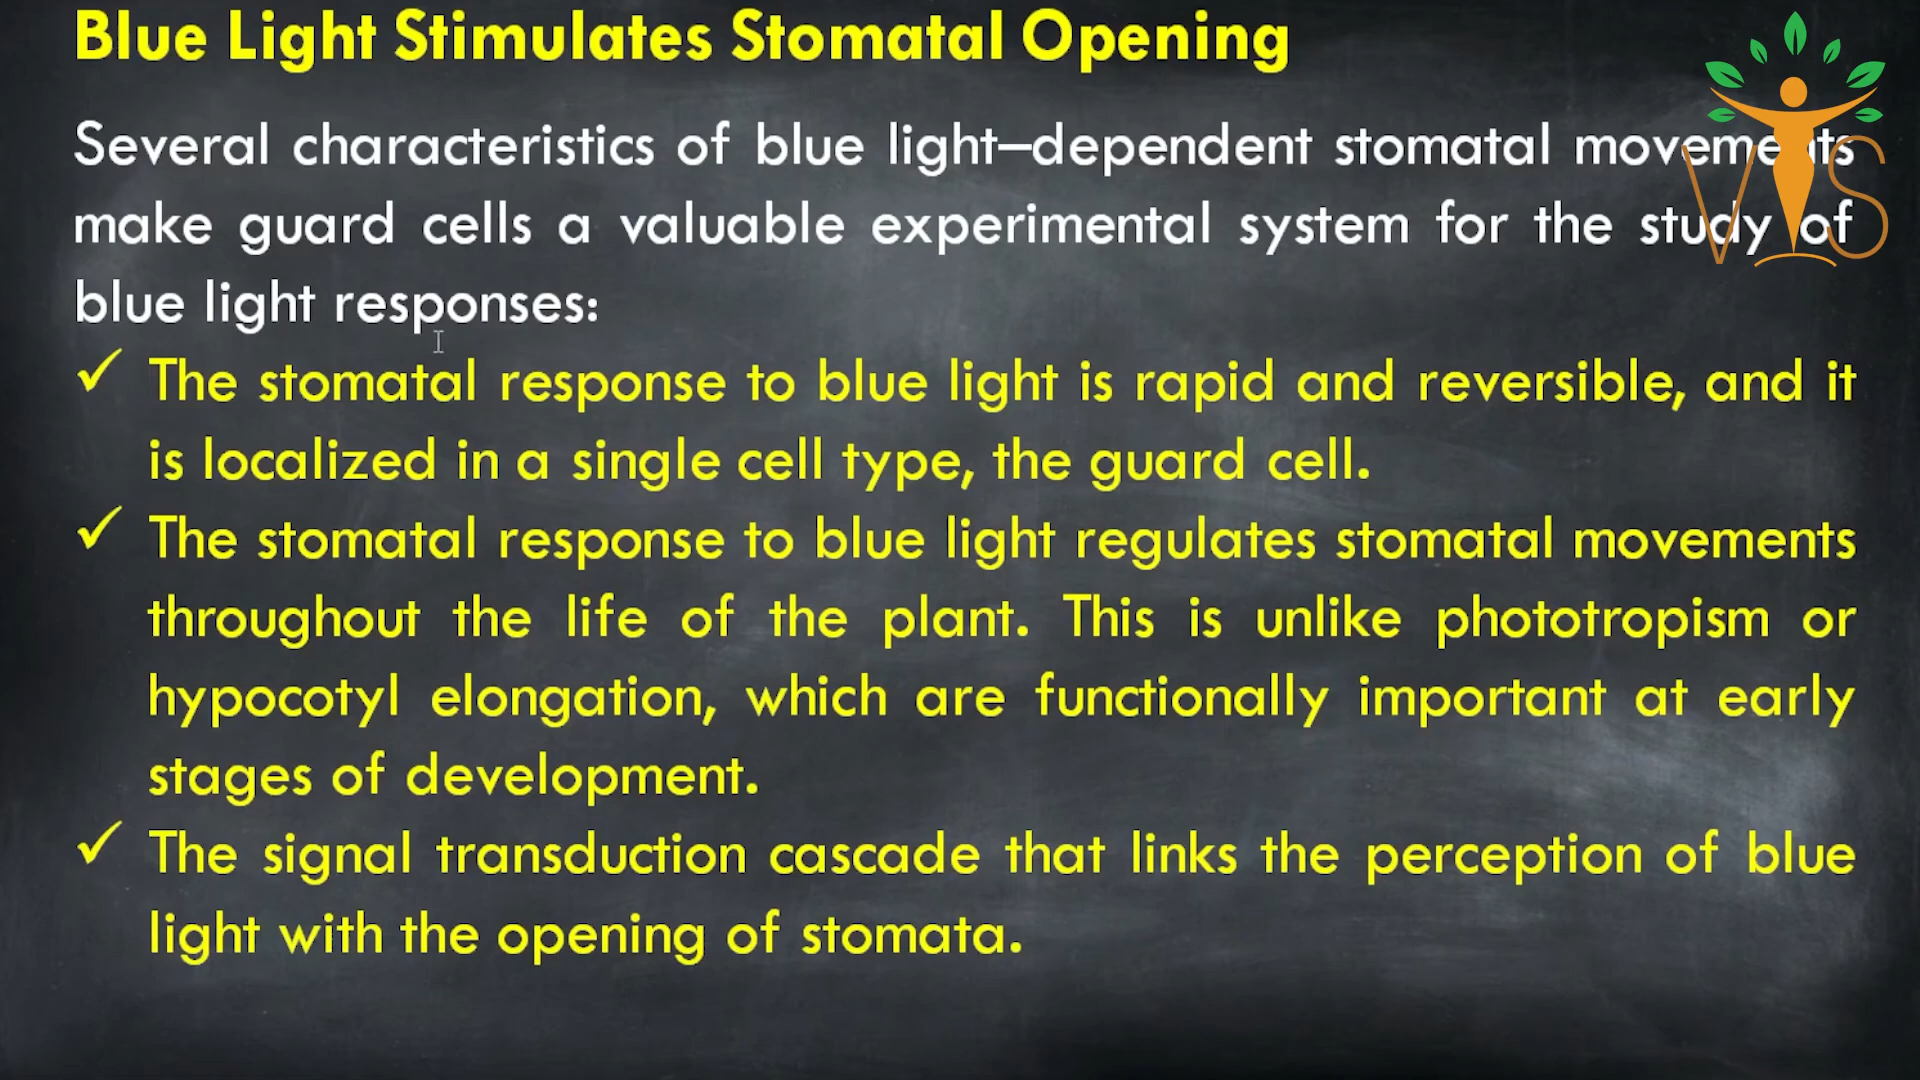 Blue Light Stimulates Stomatal Opening
Several characteristics of blue light–dependent stomatal movements
make guard cells a valuable experimental system for the study of
blue light responses:
✓ The stomatal response to blue light is rapid and reversible, and it
is localized in a single cell type, the guard cell.
✓ The stomatal response to blue light regulates stomatal movements
throughout the life of the plant. This is unlike phototropism or
hypocotyl elongation, which are functionally important at early
stages of development.
✓ The signal transduction cascade that links the perception of blue
light with the opening of stomata.
V S